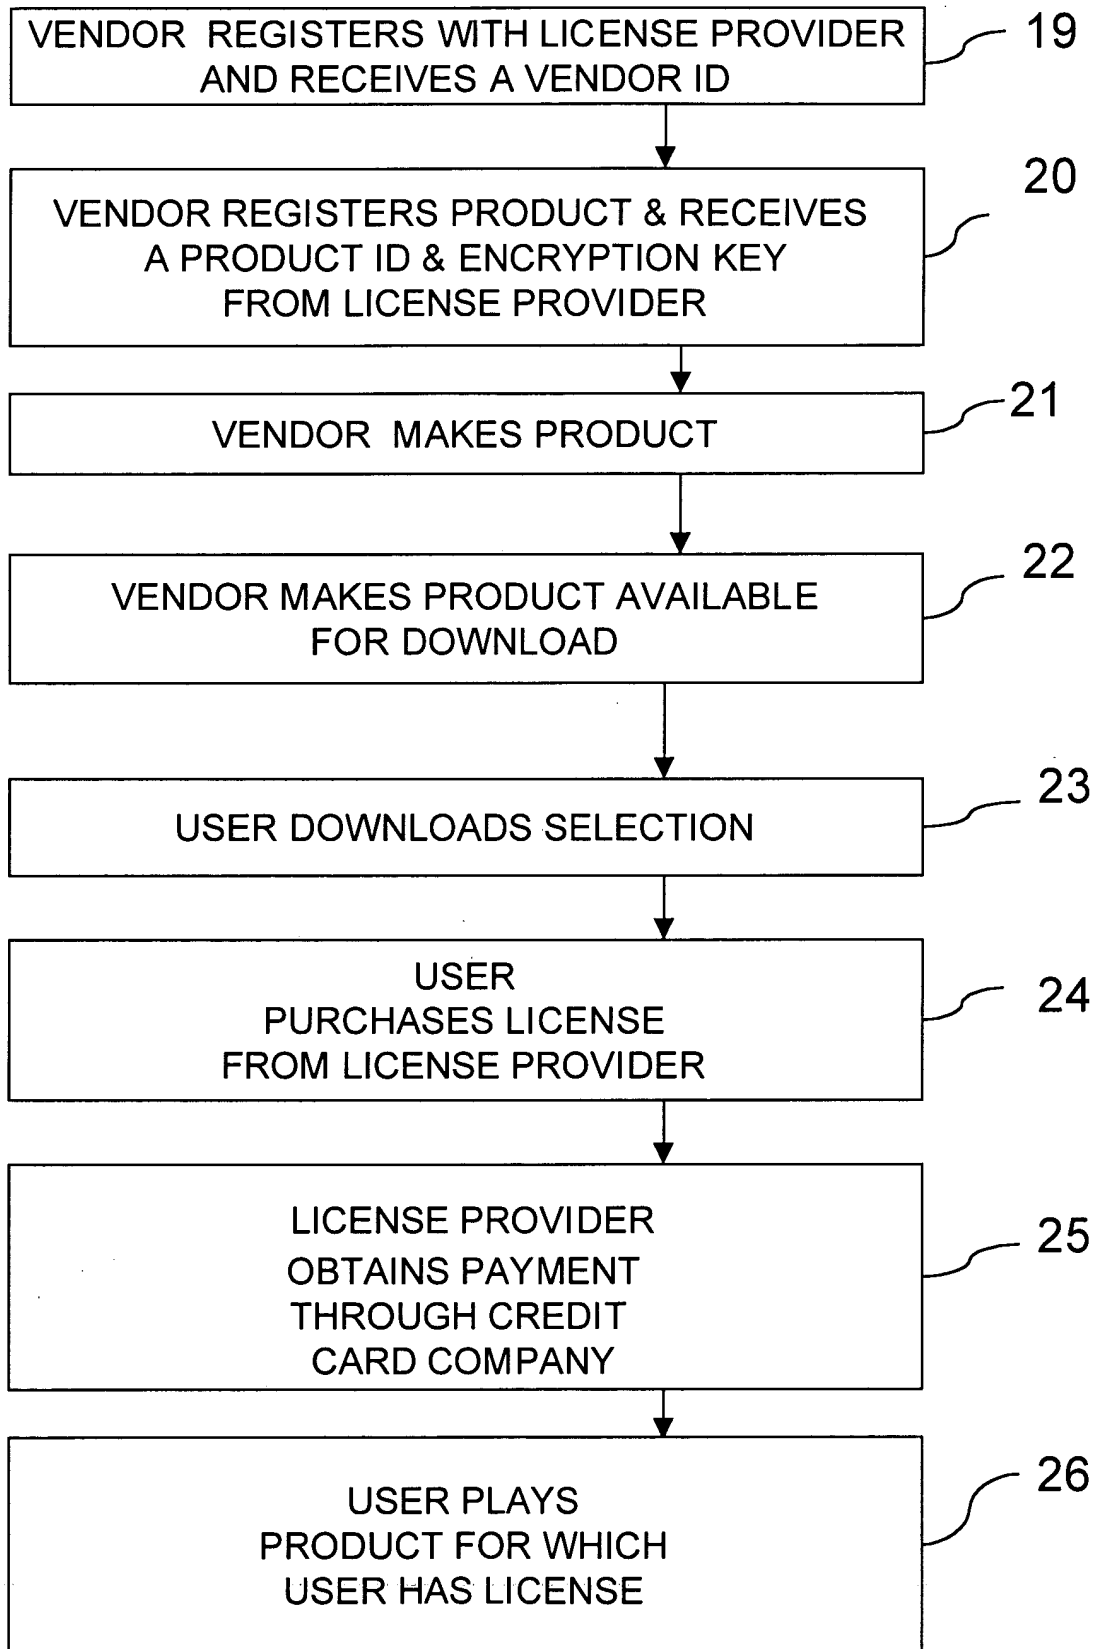 VENDOR REGISTERS WITH LICENSE PROVIDER
AND RECEIVES A VENDOR ID
19
VENDOR REGISTERS PRODUCT & RECEIVES
A PRODUCT ID & ENCRYPTION KEY
FROM LICENSE PROVIDER
20
VENDOR MAKES PRODUCT
21
VENDOR MAKES PRODUCT AVAILABLE
FOR DOWNLOAD
22
USER DOWNLOADS SELECTION
23
USER
PURCHASES LICENSE
FROM LICENSE PROVIDER
24
LICENSE PROVIDER
OBTAINS PAYMENT
THROUGH CREDIT
CARD COMPANY
25
USER PLAYS
PRODUCT FOR WHICH
USER HAS LICENSE
26